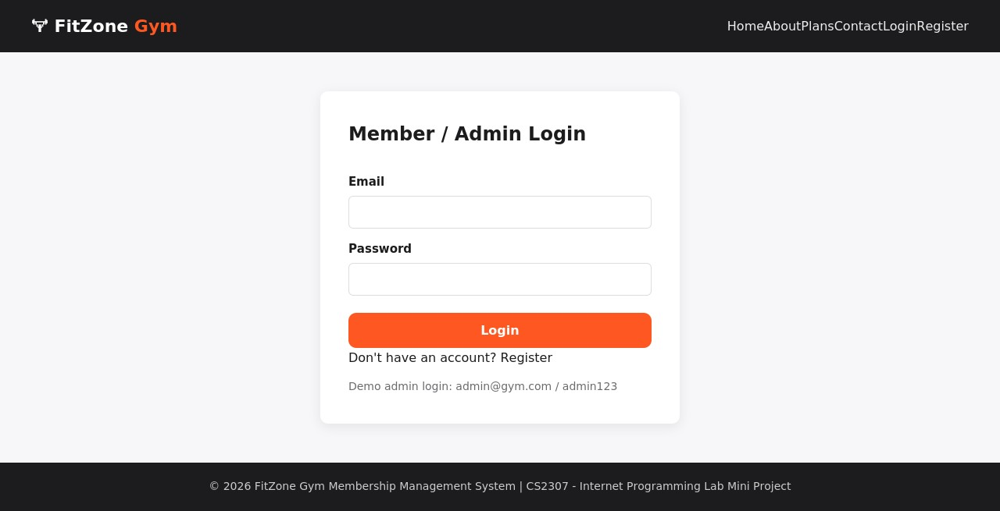 FitZone Gym
HomeAboutPlansContactLoginRegister
Member / Admin Login
Email
Password
Login
Don't have an account? Register
Demo admin login: admin@gym.com / admin123
© 2026 FitZone Gym Membership Management System | CS2307 - Internet Programming Lab Mini Project